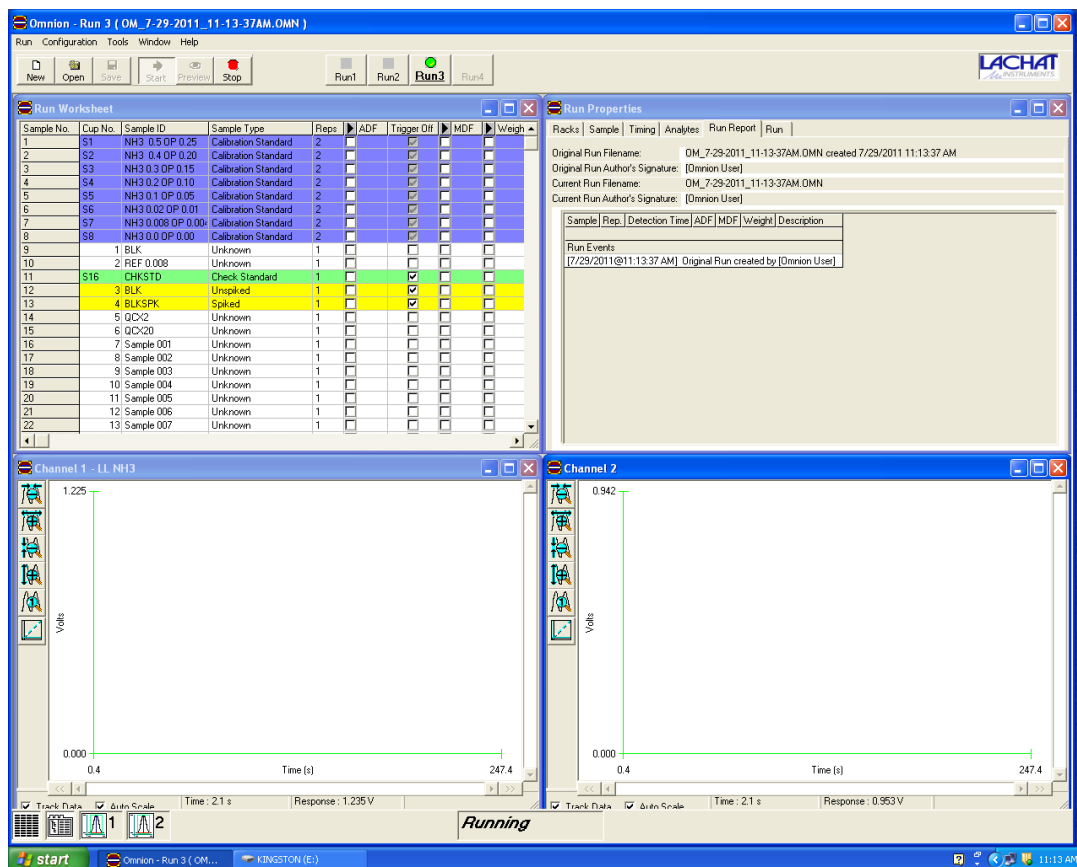 Omnion - Run 3 ( OM_7-29-2011_11-13-37AM.OMN )
Run Configuration Tools Window Help
New Open Save Start Preview Stop Run1 Run2 Run3 Run4
LACHAT
INSTRUMENTS
Run Worksheet
Sample No. Cup No. Sample ID Sample Type Reps ADF Trigger Off MDF Weigh
1 S1 NH3 0.5 OP 0.25 Calibration Standard 2
2 S2 NH3 0.4 OP 0.20 Calibration Standard 2
3 S3 NH3 0.3 OP 0.15 Calibration Standard 2
4 S4 NH3 0.2 OP 0.10 Calibration Standard 2
5 S5 NH3 0.1 OP 0.05 Calibration Standard 2
6 S6 NH3 0.02 OP 0.01 Calibration Standard 2
7 S7 NH3 0.008 OP 0.004 Calibration Standard 2
8 S8 NH3 0.0 OP 0.00 Calibration Standard 2
9 1 BLK Unknown 1
10 2 REF 0.008 Unknown 1
11 S16 CHKSTD Check Standard 1
12 3 BLK Unspiked 1
13 4 BLKSPK Spiked 1
14 5 QCX2 Unknown 1
15 6 QCX20 Unknown 1
16 7 Sample 001 Unknown 1
17 8 Sample 002 Unknown 1
18 9 Sample 003 Unknown 1
19 10 Sample 004 Unknown 1
20 11 Sample 005 Unknown 1
21 12 Sample 006 Unknown 1
22 13 Sample 007 Unknown 1
Run Properties
Racks Sample Timing Analytes Run Report Run
Original Run Filename: OM_7-29-2011_11-13-37AM.OMN created 7/29/2011 11:13:37 AM
Original Run Author's Signature: [Omnion User]
Current Run Filename: OM_7-29-2011_11-13-37AM.OMN
Current Run Author's Signature: [Omnion User]
Sample Rep. Detection Time ADF MDF Weight Description
Run Events
[7/29/2011@11:13:37 AM] Original Run created by [Omnion User]
Channel 1 - LL NH3
1.225
Volts
0.000
0.4 Time (s) 247.4
Track Data Auto Scale Time : 2.1 s Response : 1.235 V
Channel 2
0.942
Volts
0.000
0.4 Time (s) 247.4
Track Data Auto Scale Time : 2.1 s Response : 0.953 V
1 2 Running
start Omnion - Run 3 ( OM... KINGSTON (E:) 11:13 AM